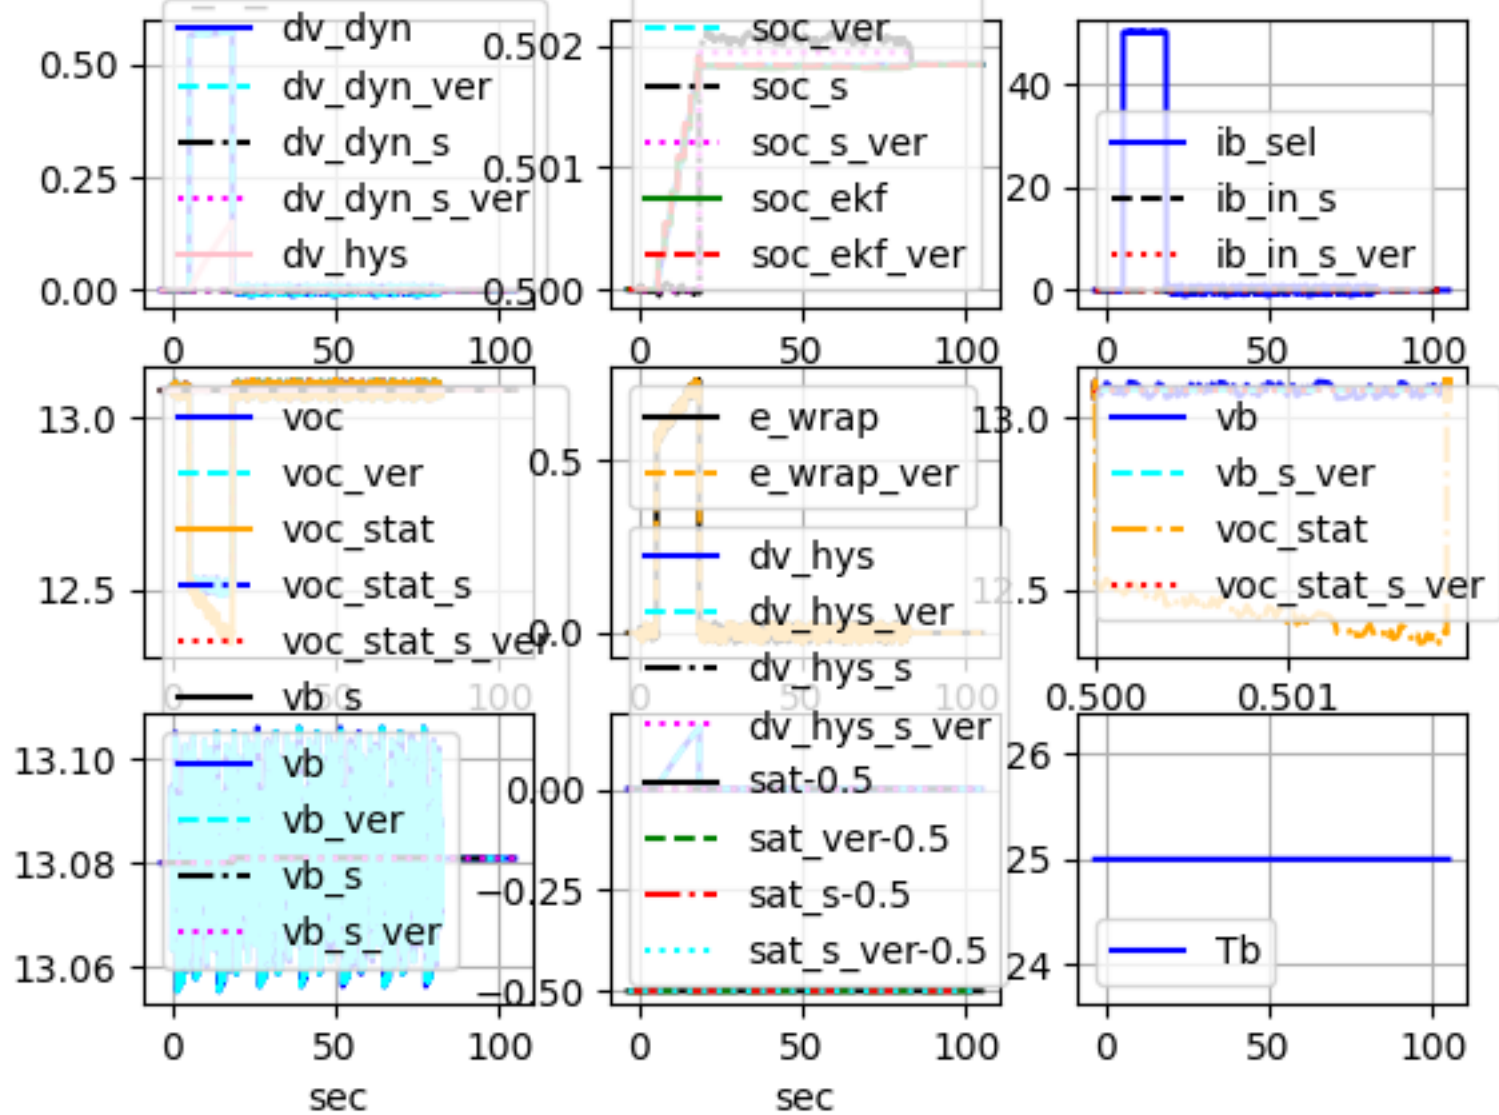 dv_dyn
dv_dyn_ver
dv_dyn_s
dv_dyn_s_ver
dv_hys
0.50
0.25
0.00
0
50
100
soc_ver
soc_s
soc_s_ver
soc_ekf
soc_ekf_ver
0.502
0.501
0.500
0
50
100
ib_sel
ib_in_s
ib_in_s_ver
40
20
0
0
50
100
voc
voc_ver
voc_stat
voc_stat_s
voc_stat_s_ver
vb_s
13.0
12.5
0
100
e_wrap
e_wrap_ver
0.5
0.0
0
100
dv_hys
dv_hys_ver
dv_hys_s
dv_hys_s_ver
sat-0.5
sat_ver-0.5
sat_s-0.5
sat_s_ver-0.5
vb
vb_s_ver
voc_stat
voc_stat_s_ver
13.0
12.5
0.500
0.501
vb
vb_ver
vb_s
vb_s_ver
13.10
13.08
13.06
0
50
100
sec
0.00
−0.25
−0.50
0
50
100
sec
26
25
24
Tb
0
50
100